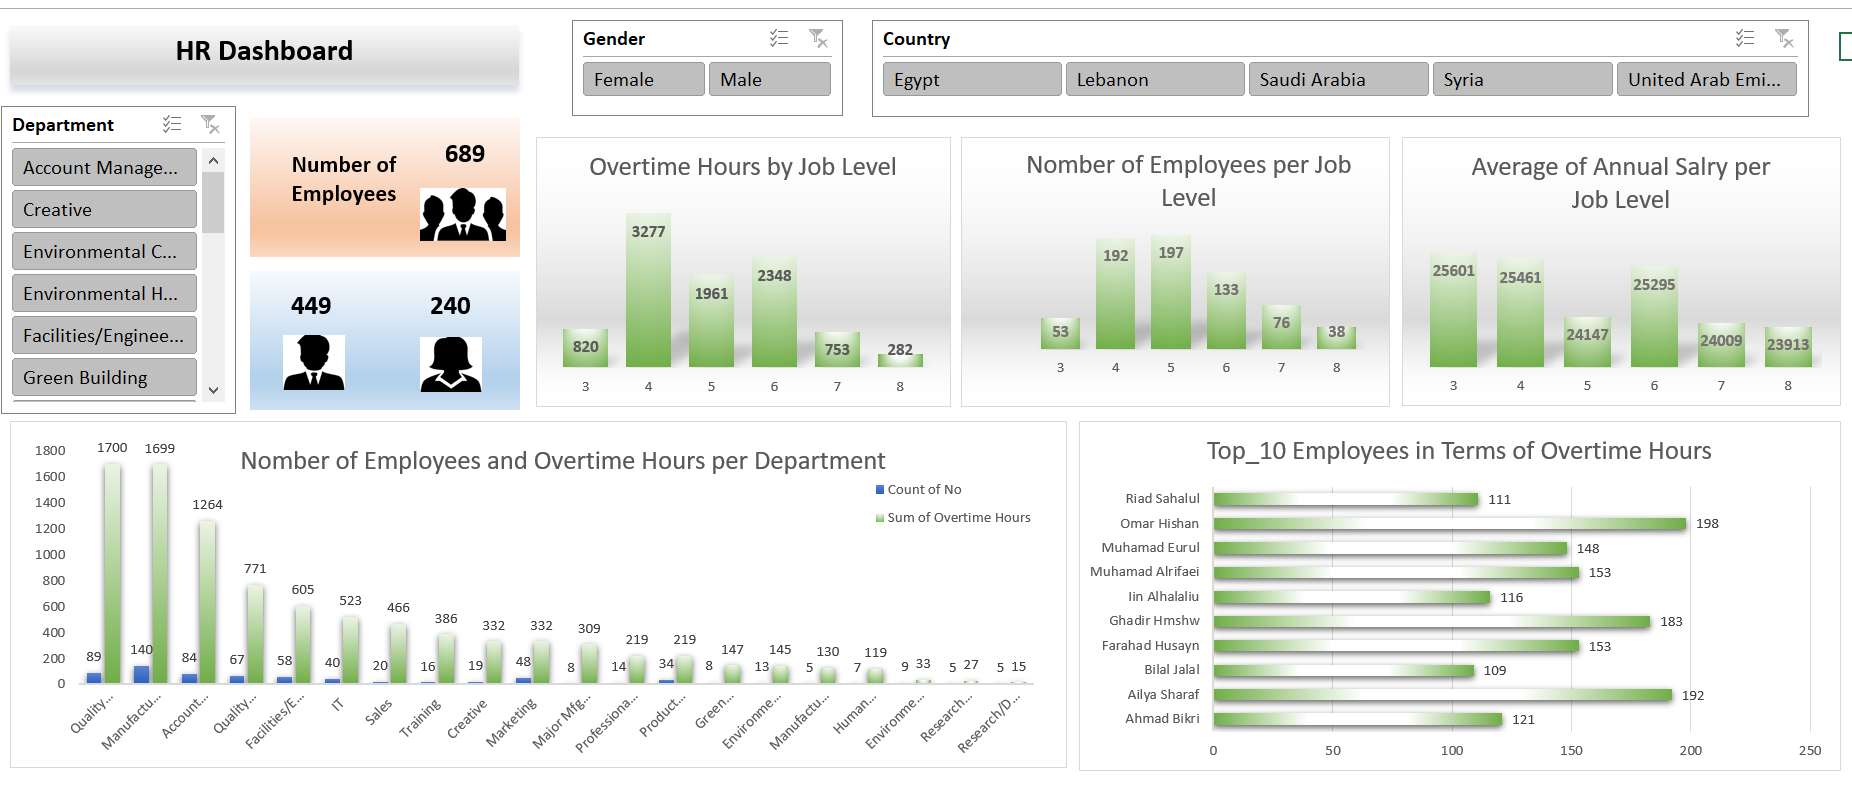 HR Dashboard
Gender
Female
Male
Country
Egypt
Lebanon
Saudi Arabia
Syria
United Arab Emi...
Department
Account Manage...
Creative
Environmental C...
Environmental H...
Facilities/Enginee...
Green Building
Number of
Employees
689
449
240
Overtime Hours by Job Level
820
3277
1961
2348
753
282
3 4 5 6 7 8
Nomber of Employees per Job
Level
53
192
197
133
76
38
3 4 5 6 7 8
Average of Annual Salry per
Job Level
25601
25461
24147
25295
24009
23913
3 4 5 6 7 8
Nomber of Employees and Overtime Hours per Department
Count of No
Sum of Overtime Hours
1800
1600
1400
1200
1000
800
600
400
200
0
89 1700
140 1699
84 1264
67 771
58 605
40 523
20 466
16 386
19 332
48 332
8 309
14 219
34 219
8 147
13 145
5 130
7 119
9 33
5 27
5 15
Quality...
Manufactu...
Account...
Quality...
Facilities/E...
IT
Sales
Training
Creative
Marketing
Major Mfg...
Professiona...
Product...
Green...
Environme...
Manufactu...
Human...
Environme...
Research...
Research/D...
Top_10 Employees in Terms of Overtime Hours
Riad Sahalul 111
Omar Hishan 198
Muhamad Eurul 148
Muhamad Alrifaei 153
Iin Alhalaliu 116
Ghadir Hmshw 183
Farahad Husayn 153
Bilal Jalal 109
Ailya Sharaf 192
Ahmad Bikri 121
0 50 100 150 200 250